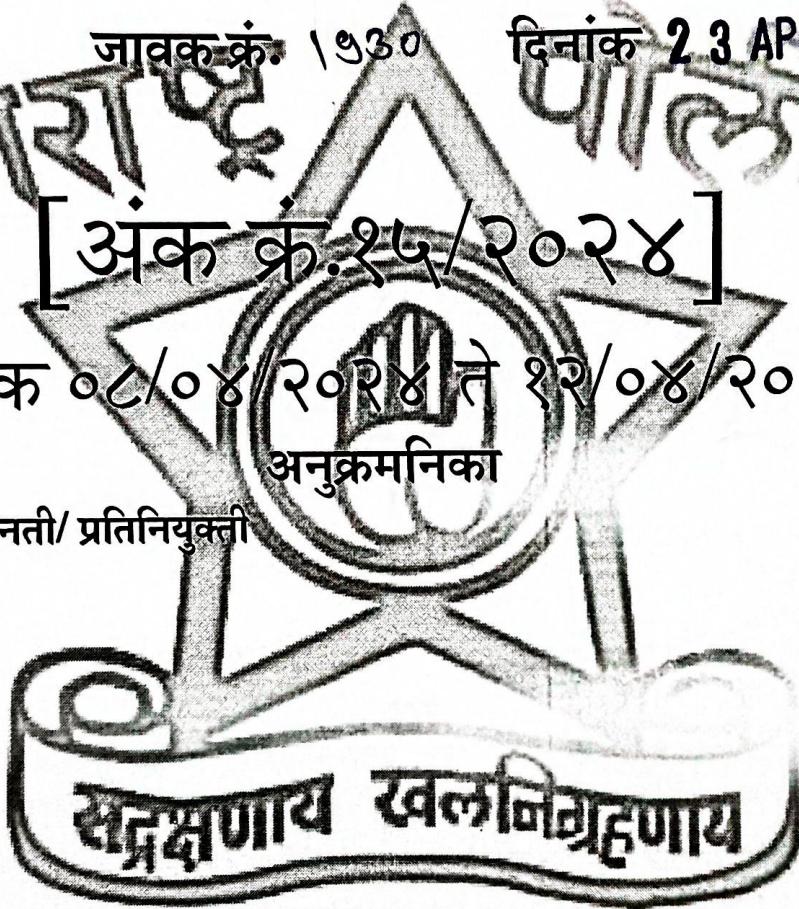 जावक क्रं. 1930 दिनांक 2 3 AP
राष्ट्र पोल
[अंक क्रं.१५/२०२४]
क ०८/०४/२०२४ ते १२/०४/२०
अनुक्रमनिका
नती/ प्रतिनियुक्ती
सद्रक्षणाय खलनिग्रहणाय